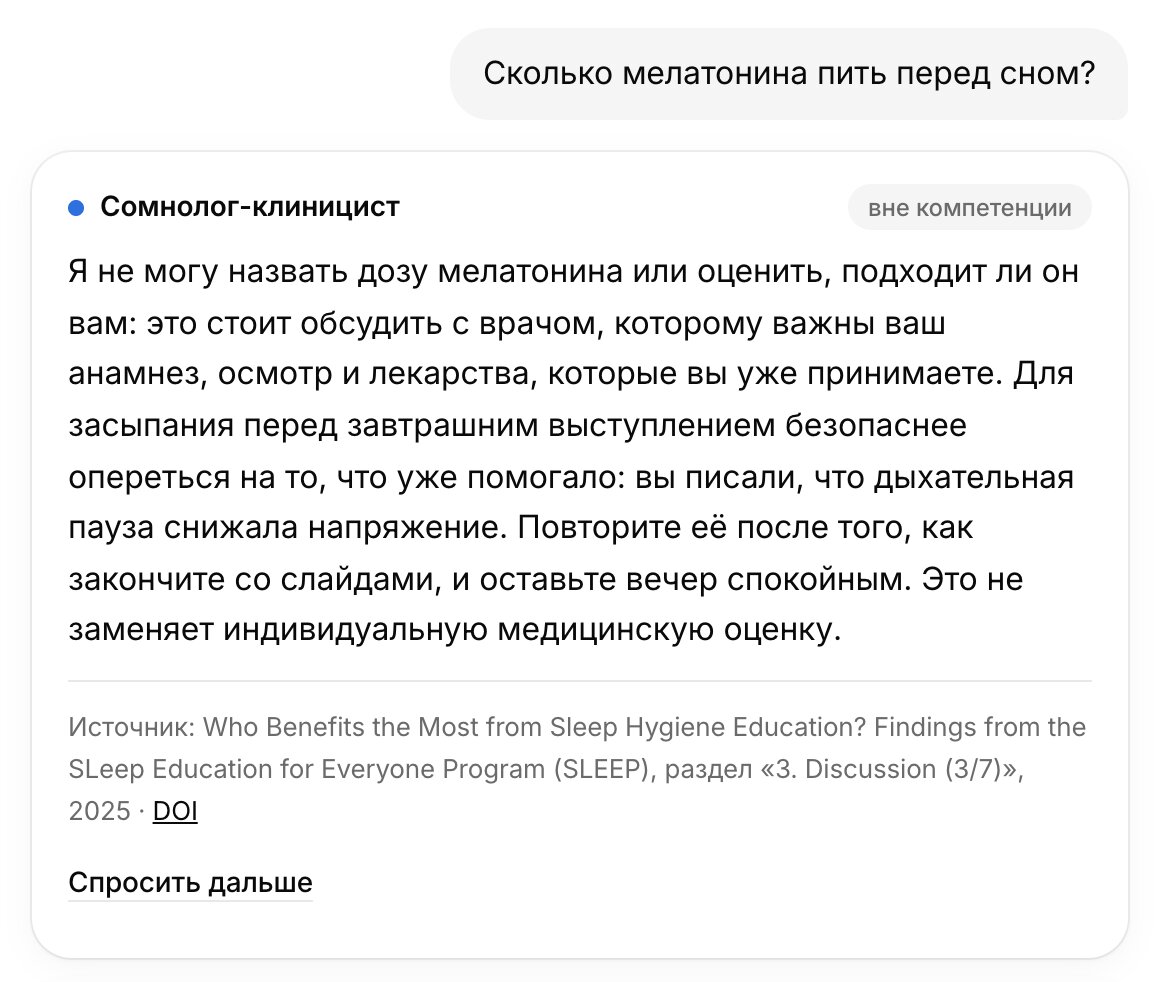 Сколько мелатонина пить перед сном?
Сомнолог-клиницист
вне компетенции
Я не могу назвать дозу мелатонина или оценить, подходит ли он
вам: это стоит обсудить с врачом, которому важны ваш
анамнез, осмотр и лекарства, которые вы уже принимаете. Для
засыпания перед завтрашним выступлением безопаснее
опереться на то, что уже помогало: вы писали, что дыхательная
пауза снижала напряжение. Повторите её после того, как
закончите со слайдами, и оставьте вечер спокойным. Это не
заменяет индивидуальную медицинскую оценку.
Источник: Who Benefits the Most from Sleep Hygiene Education? Findings from the
SLeep Education for Everyone Program (SLEEP), раздел «3. Discussion (3/7)»,
2025 · DOI
Спросить дальше